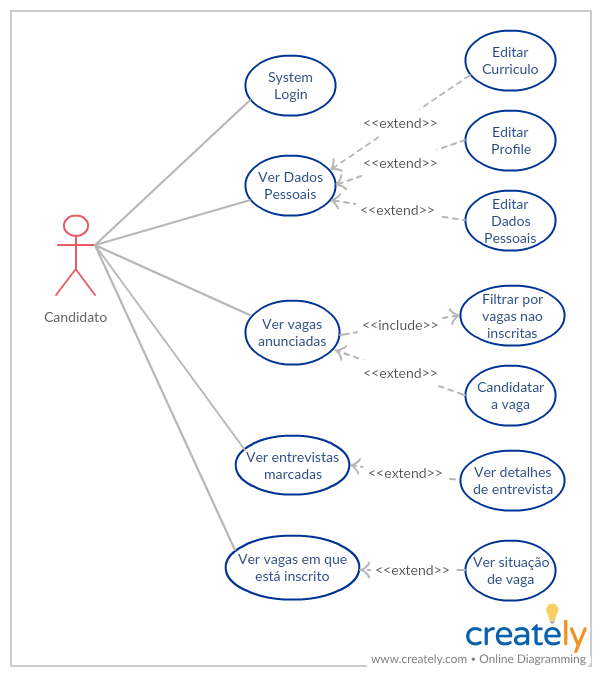 System
Login
Editar
Curriculo
<<extend>>
Ver Dados
Pessoais
Editar
Profile
<<extend>>
Editar
Dados
Pessoais
<<extend>>
Candidato
Ver vagas
anunciadas
<<include>>
Filtrar por
vagas nao
inscritas
<<extend>>
Candidatar
a vaga
Ver entrevistas
marcadas
<<extend>>
Ver detalhes
de entrevista
Ver vagas em que
está inscrito
<<extend>>
Ver situação
de vaga
creately
www.creately.com • Online Diagramming